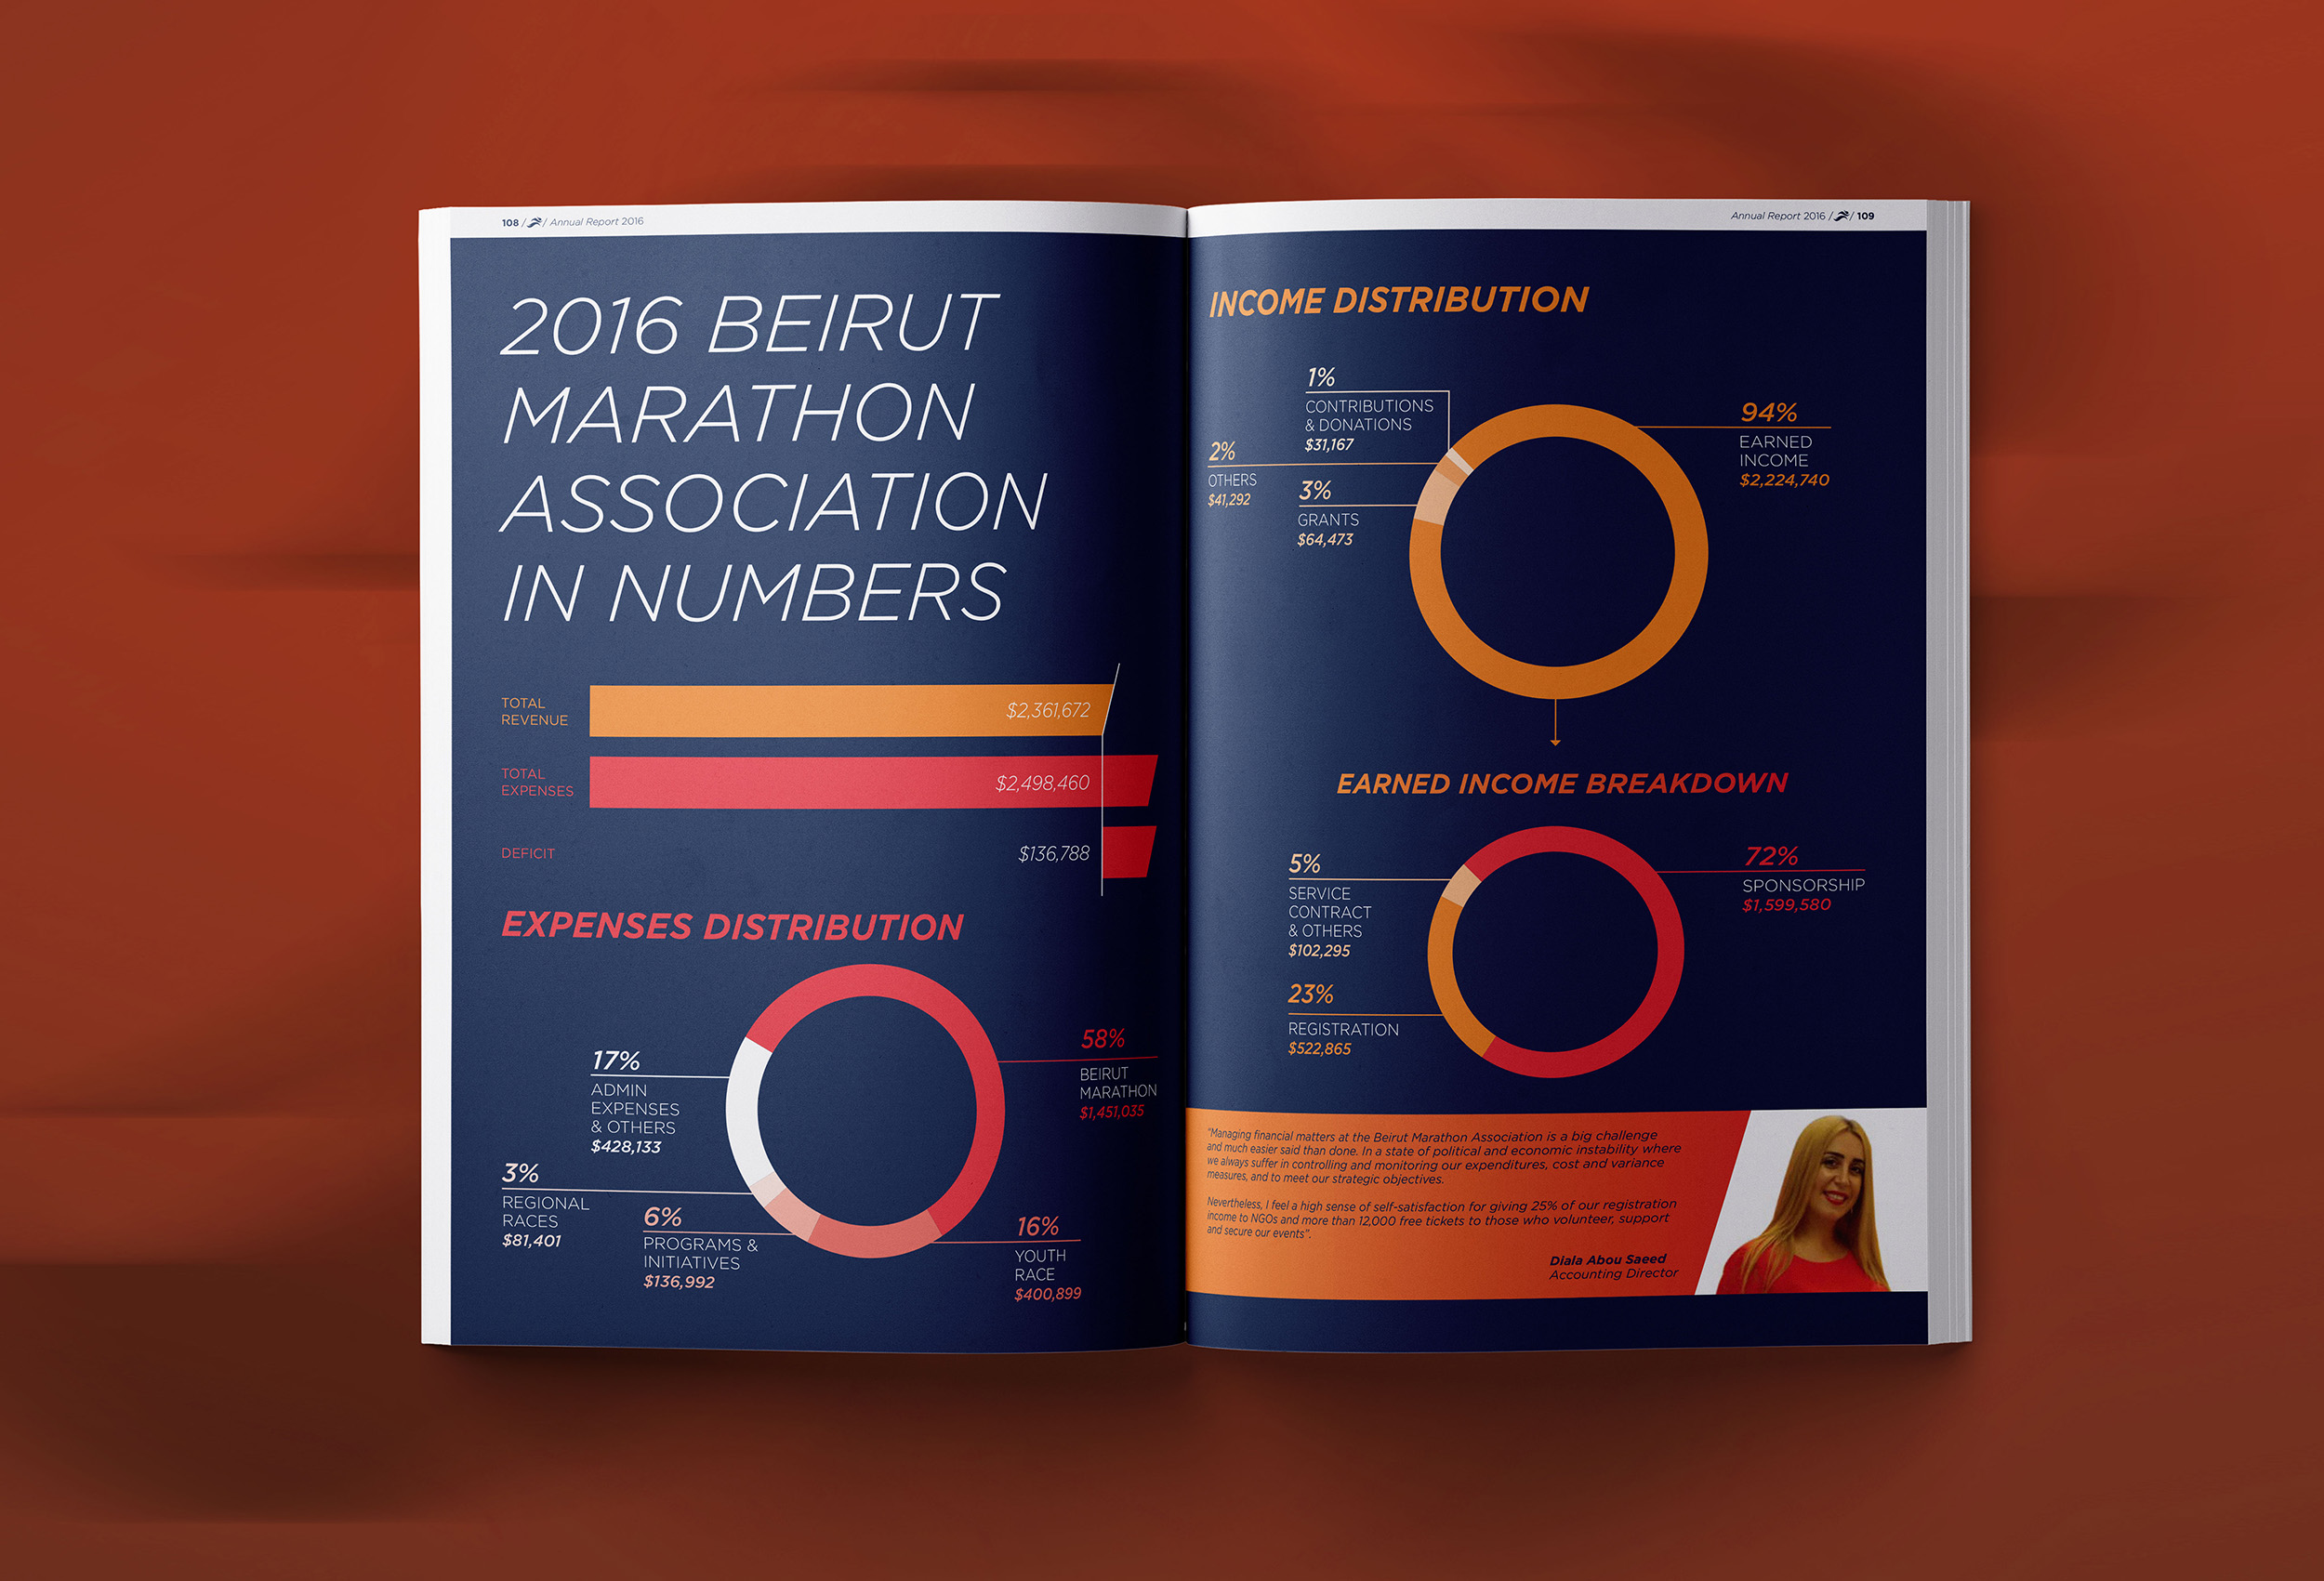 108 / / Annual Report 2016
2016 BEIRUT
MARATHON
ASSOCIATION
IN NUMBERS
TOTAL
REVENUE
$2,361,672
TOTAL
EXPENSES
$2,498,460
DEFICIT
$136,788
EXPENSES DISTRIBUTION
17%
ADMIN
EXPENSES
& OTHERS
$428,133
3%
REGIONAL
RACES
$81,401
6%
PROGRAMS &
INITIATIVES
$136,992
58%
BEIRUT
MARATHON
$1,451,035
16%
YOUTH
RACE
$400,899
Annual Report 2016 / / 109
INCOME DISTRIBUTION
1%
CONTRIBUTIONS
& DONATIONS
$31,167
2%
OTHERS
$41,292
3%
GRANTS
$64,473
94%
EARNED
INCOME
$2,224,740
EARNED INCOME BREAKDOWN
5%
SERVICE
CONTRACT
& OTHERS
$102,295
23%
REGISTRATION
$522,865
72%
SPONSORSHIP
$1,599,580
"Managing financial matters at the Beirut Marathon Association is a big challenge
and much easier said than done. In a state of political and economic instability where
we always suffer in controlling and monitoring our expenditures, cost and variance
measures, and to meet our strategic objectives.
Nevertheless, I feel a high sense of self-satisfaction for giving 25% of our registration
income to NGOs and more than 12,000 free tickets to those who volunteer, support
and secure our events".
Diala Abou Saeed
Accounting Director